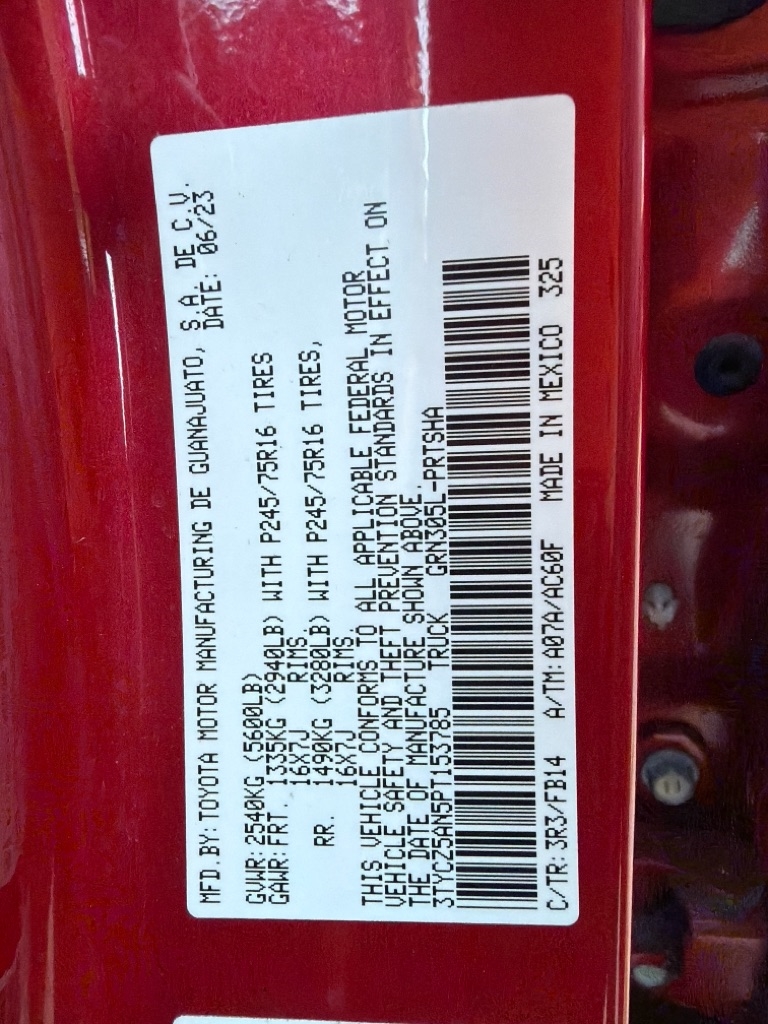 MFD. BY: TOYOTA MOTOR MANUFACTURING DE GUANAJUATO, S.A. DE C.V.
DATE: 06/23
GVWR: 2540KG (5600LB)
GAWR: FRT. 1335KG (2940LB) WITH P245/75R16 TIRES
16X7J RIMS.
RR. 1490KG (3280LB) WITH P245/75R16 TIRES,
16X7J RIMS.
THIS VEHICLE CONFORMS TO ALL APPLICABLE FEDERAL MOTOR
VEHICLE SAFETY AND THEFT PREVENTION STANDARDS IN EFFECT ON
THE DATE OF MANUFACTURE SHOWN ABOVE.
3TYCZ5AN5PT153785 TRUCK GRN305L-PRTSHA
C/TR: 3R3/FB14 A/TM: A07A/AC60F MADE IN MEXICO 325